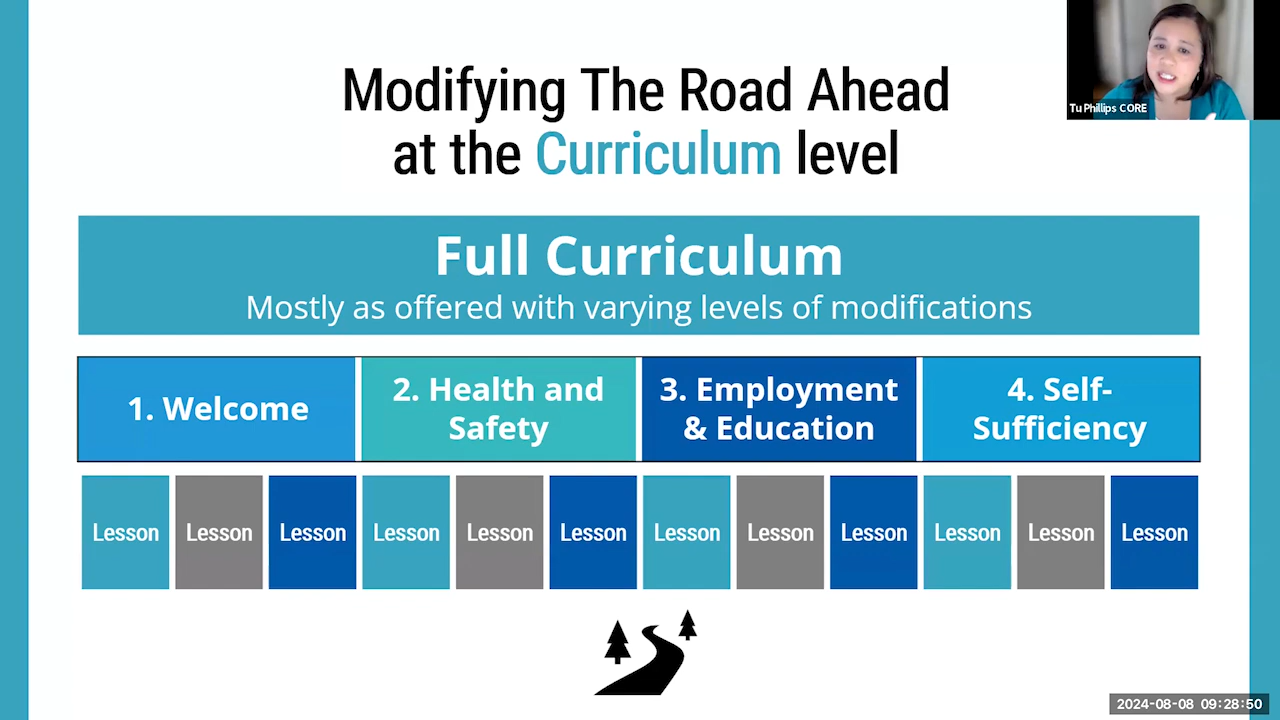 Modifying The Road Ahead
at the Curriculum level
Tu Phillips CORE
Full Curriculum
Mostly as offered with varying levels of modifications
1. Welcome
2. Health and
Safety
3. Employment
& Education
4. Self-
Sufficiency
Lesson Lesson Lesson Lesson Lesson Lesson Lesson Lesson Lesson Lesson Lesson Lesson
2024-08-08 09:28:50